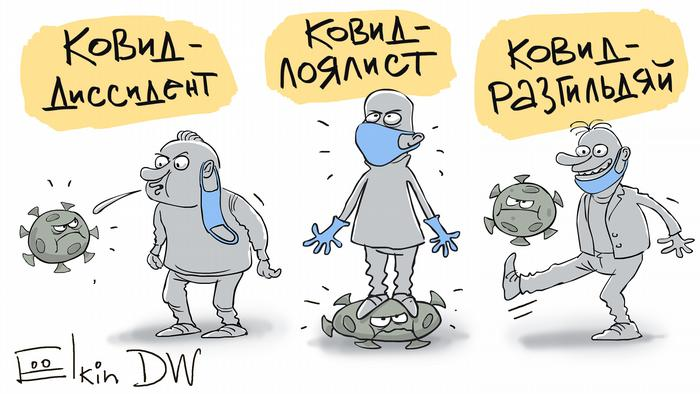 Ковид-
диссидент
Ковид-
лоялист
Ковид-
разгильдяй
Elkin DW